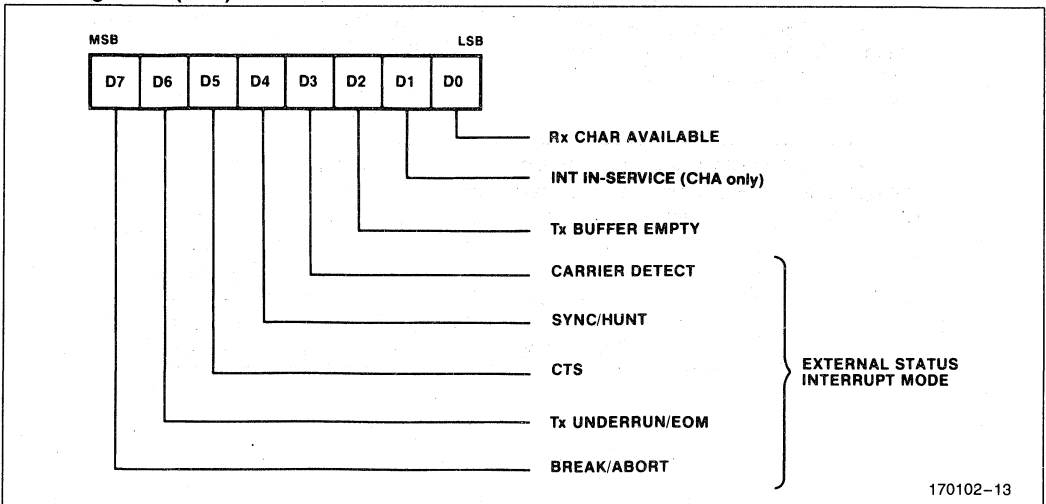 MSB LSB
D7 D6 D5 D4 D3 D2 D1 D0
Rx CHAR AVAILABLE
INT IN-SERVICE (CHA only)
Tx BUFFER EMPTY
CARRIER DETECT
SYNC/HUNT
CTS
EXTERNAL STATUS
INTERRUPT MODE
Tx UNDERRUN/EOM
BREAK/ABORT
170102-13